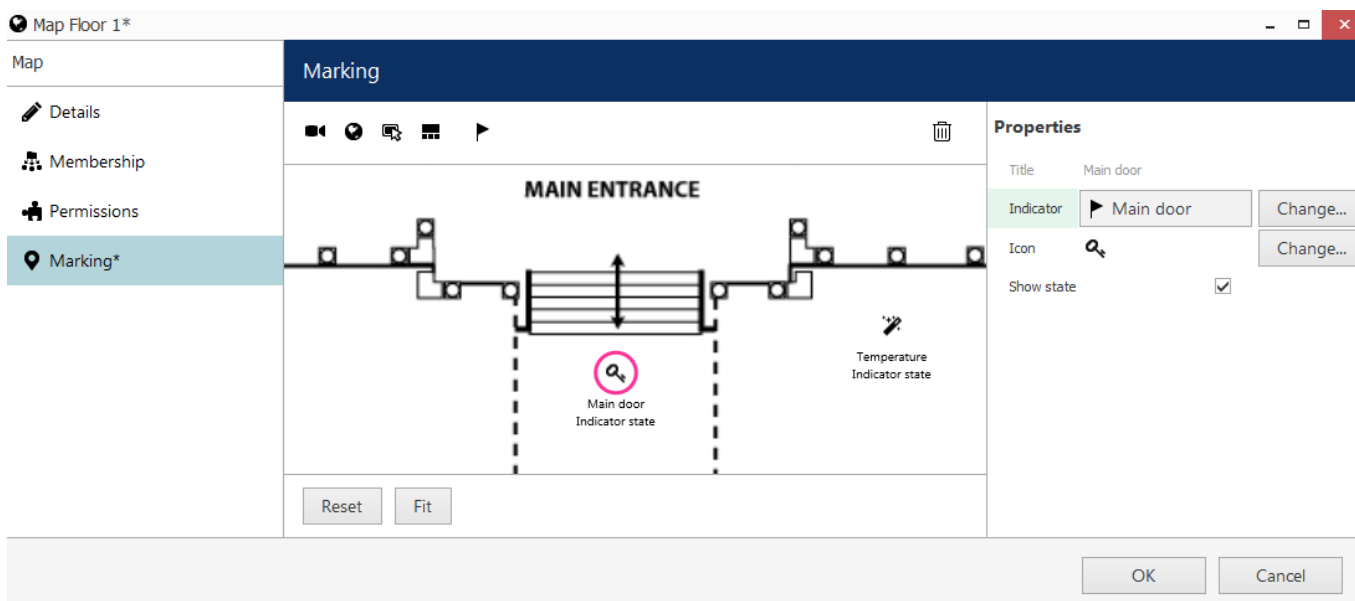 Map Floor 1*
Map
Details
Membership
Permissions
Marking*
Marking
MAIN ENTRANCE
Main door
Indicator state
Temperature
Indicator state
Reset
Fit
Properties
Title Main door
Indicator Main door Change...
Icon Change...
Show state
OK Cancel